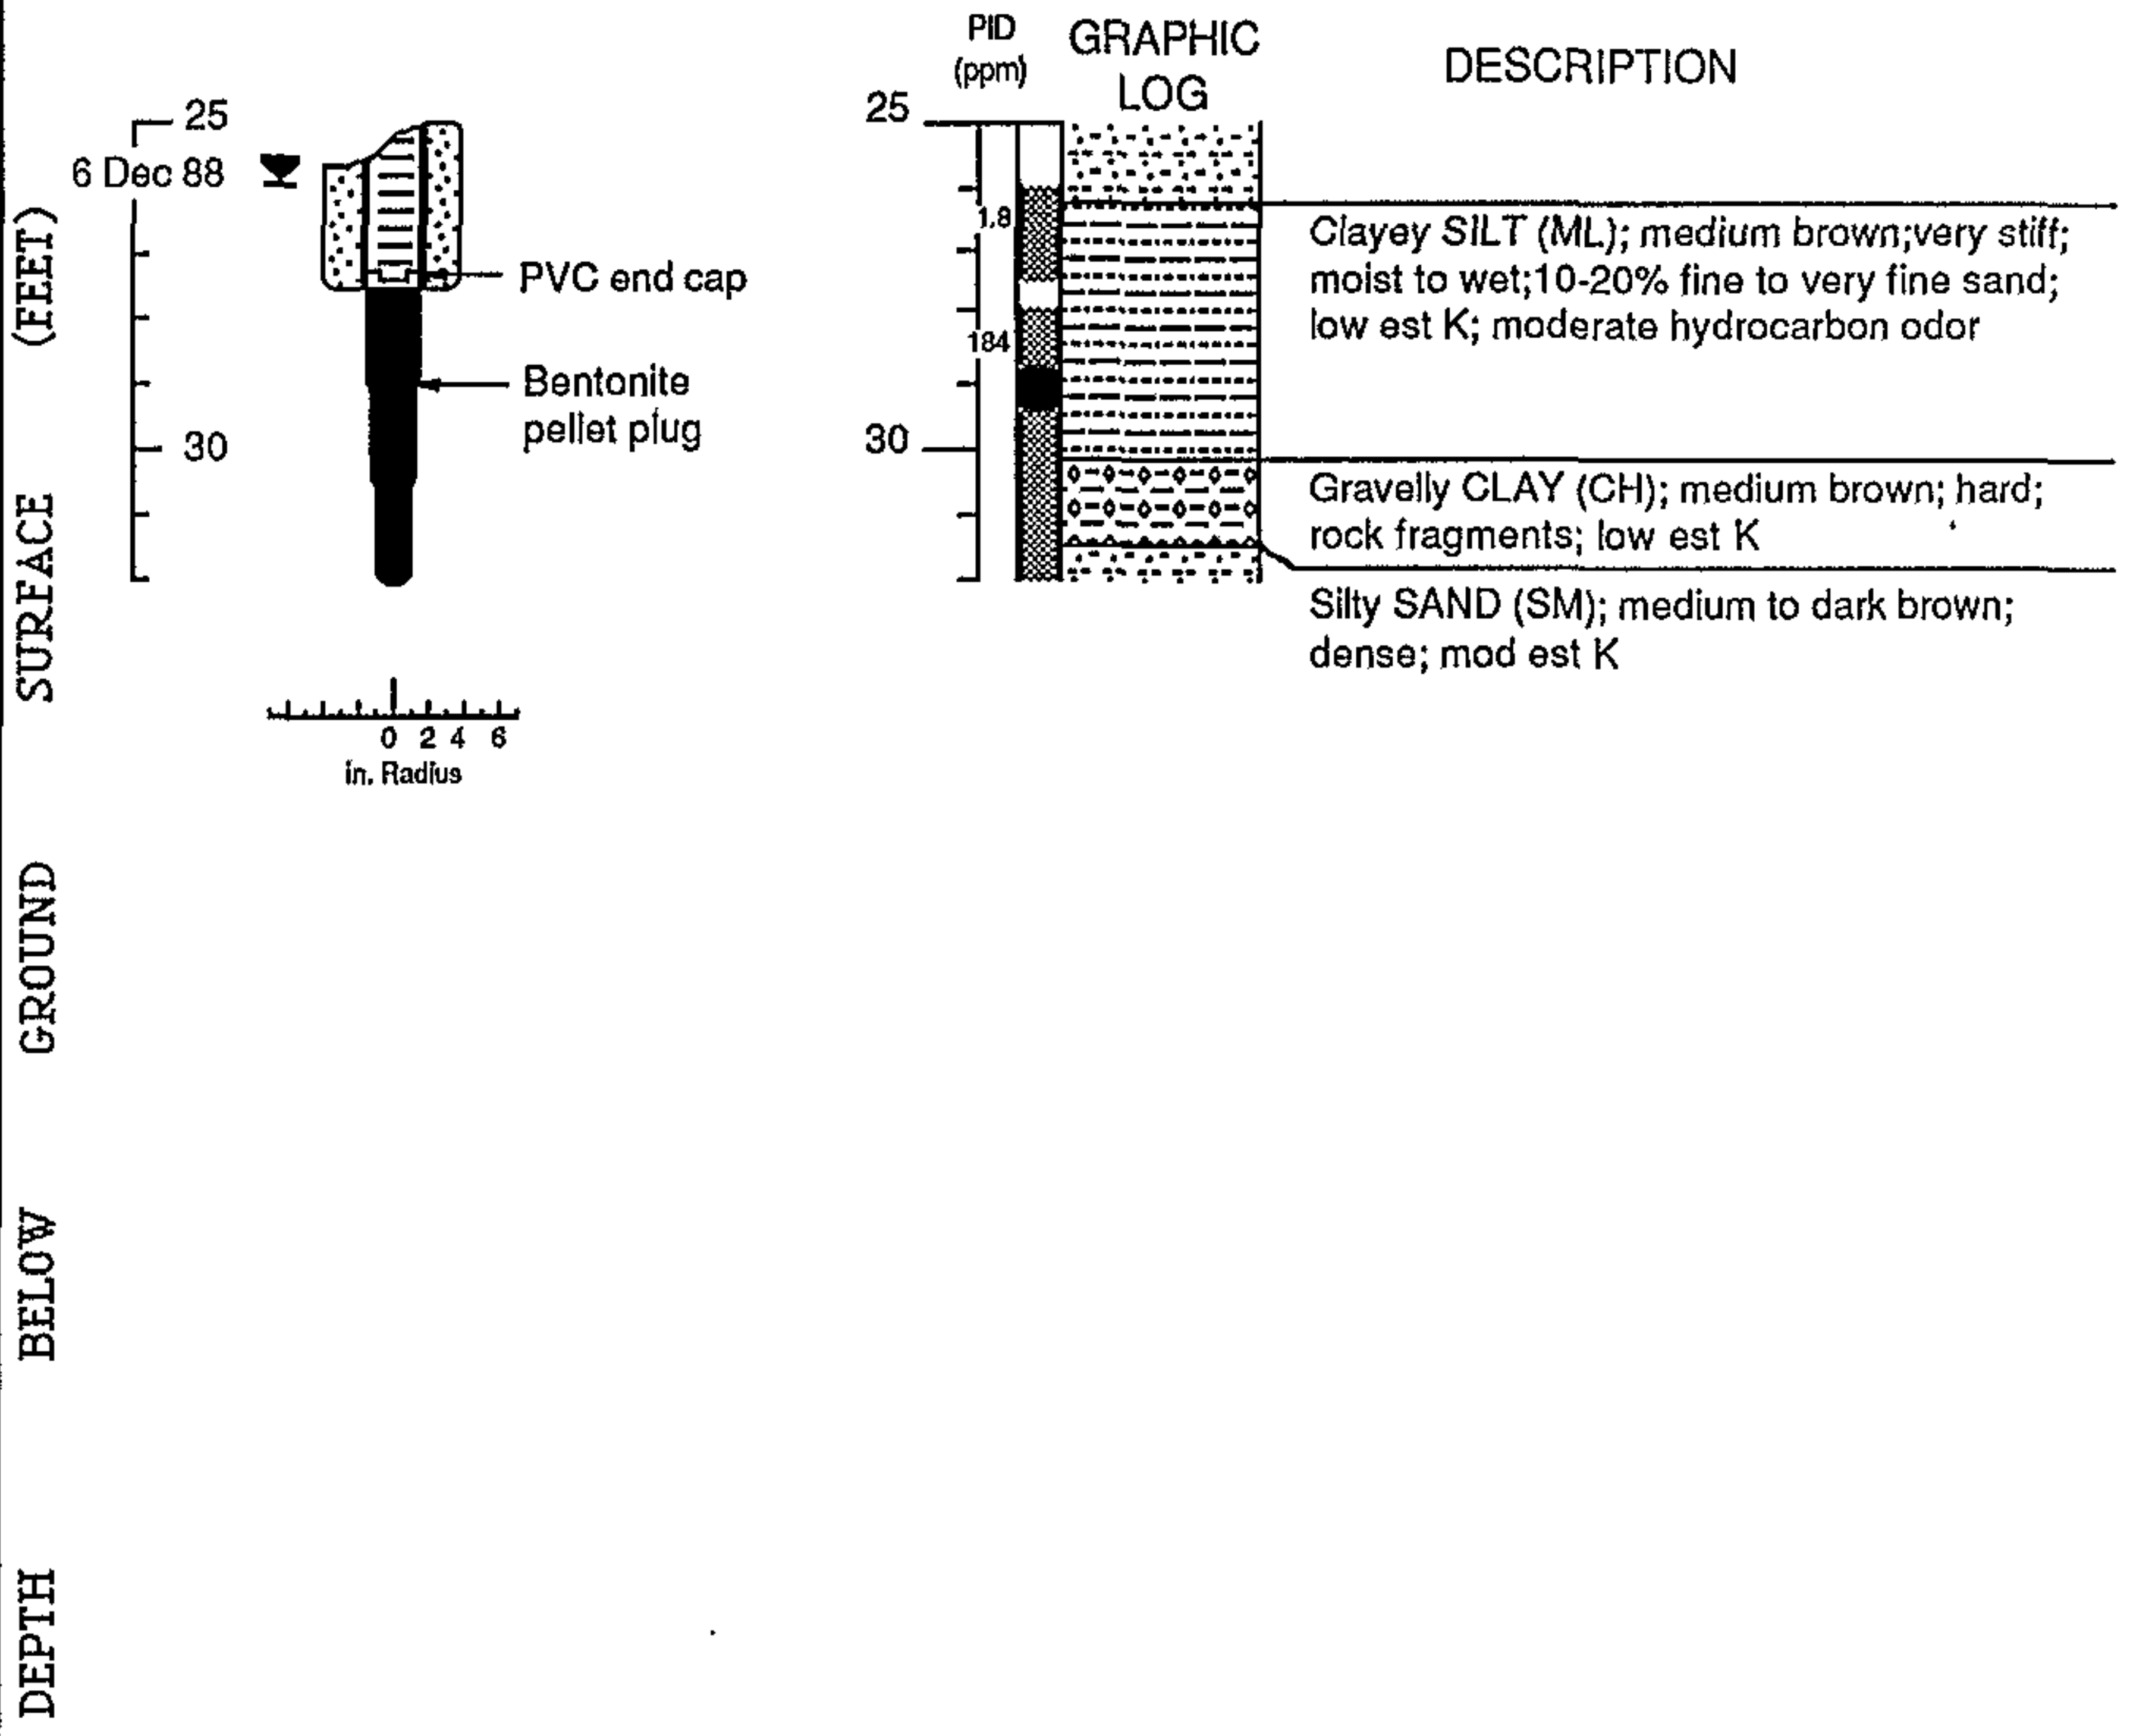 PID
(ppm)
GRAPHIC
LOG
DESCRIPTION
25
6 Dec 88
PVC end cap
Bentonite
pellet plug
30
0 2 4 6
in. Radius
25
1.8
184
30
Clayey SILT (ML); medium brown;very stiff;
moist to wet;10-20% fine to very fine sand;
low est K; moderate hydrocarbon odor
Gravelly CLAY (CH); medium brown; hard;
rock fragments; low est K
Silty SAND (SM); medium to dark brown;
dense; mod est K
DEPTH BELOW GROUND SURFACE (FEET)